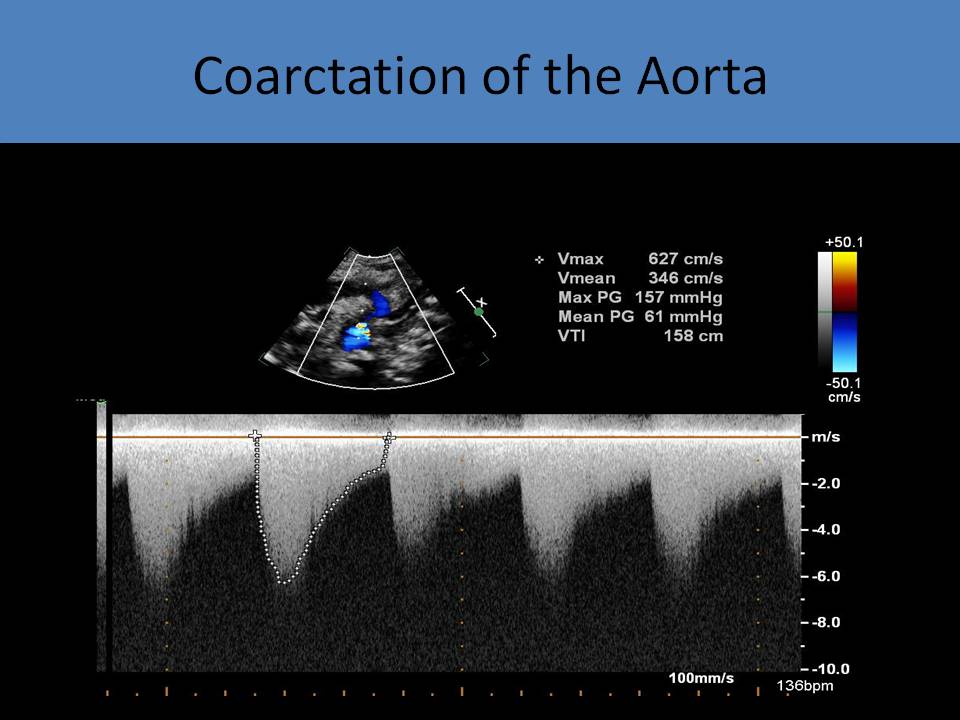 Coarctation of the Aorta
+50.1
Vmax 627 cm/s
Vmean 346 cm/s
Max PG 157 mmHg
Mean PG 61 mmHg
VTI 158 cm
x
-50.1
cm/s
m/s
-2.0
-4.0
-6.0
-8.0
-10.0
100mm/s
136bpm